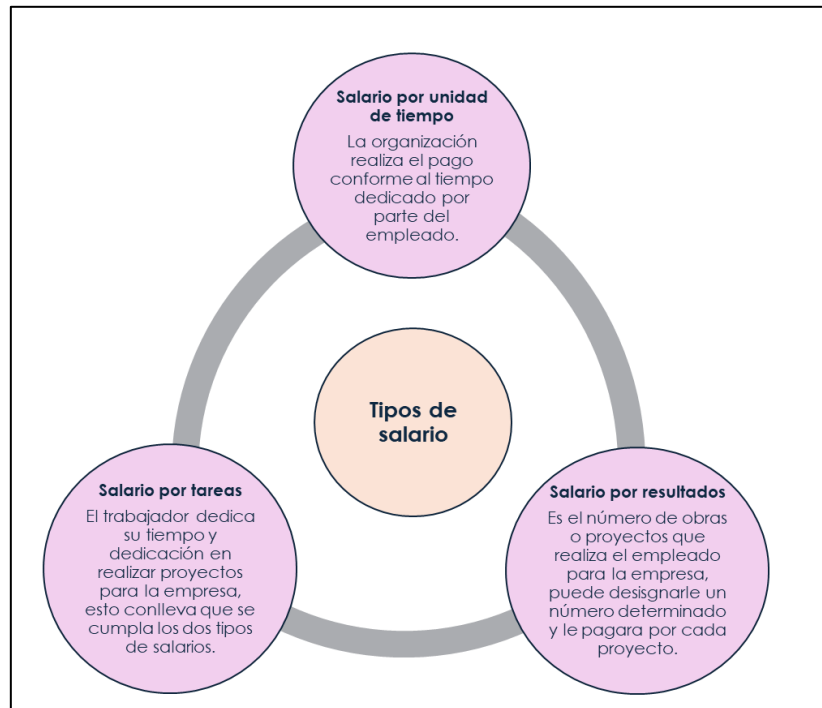 Salario por unidad
de tiempo
La organización
realiza el pago
conforme al tiempo
dedicado por
parte del
empleado.
Tipos de
salario
Salario por tareas
El trabajador dedica
su tiempo y
dedicación en
realizar proyectos
para la empresa,
esto conlleva que se
cumpla los dos tipos
de salarios.
Salario por resultados
Es el número de obras
o proyectos que
realiza el empleado
para la empresa,
puede desisgnarle un
número determinado
y le pagara por cada
proyecto.